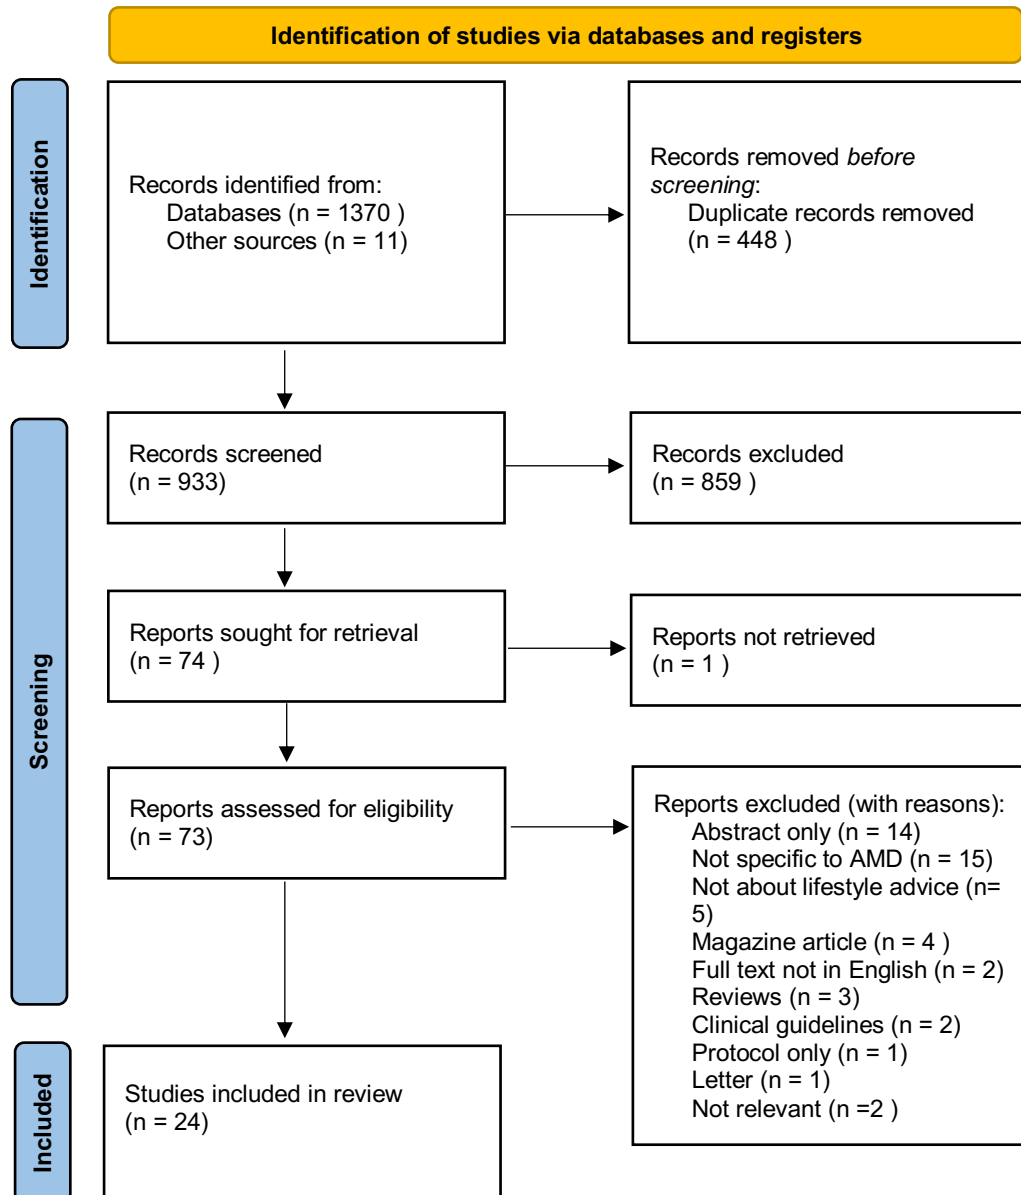 Identification of studies via databases and registers
Identification
Records identified from:
Databases (n = 1370 )
Other sources (n = 11)
Records removed before
screening:
Duplicate records removed
(n = 448 )
Screening
Records screened
(n = 933)
Records excluded
(n = 859 )
Reports sought for retrieval
(n = 74 )
Reports not retrieved
(n = 1 )
Reports assessed for eligibility
(n = 73)
Reports excluded (with reasons):
Abstract only (n = 14)
Not specific to AMD (n = 15)
Not about lifestyle advice (n=
5)
Magazine article (n = 4 )
Full text not in English (n = 2)
Reviews (n = 3)
Clinical guidelines (n = 2)
Protocol only (n = 1)
Letter (n = 1)
Not relevant (n =2 )
Included
Studies included in review
(n = 24)